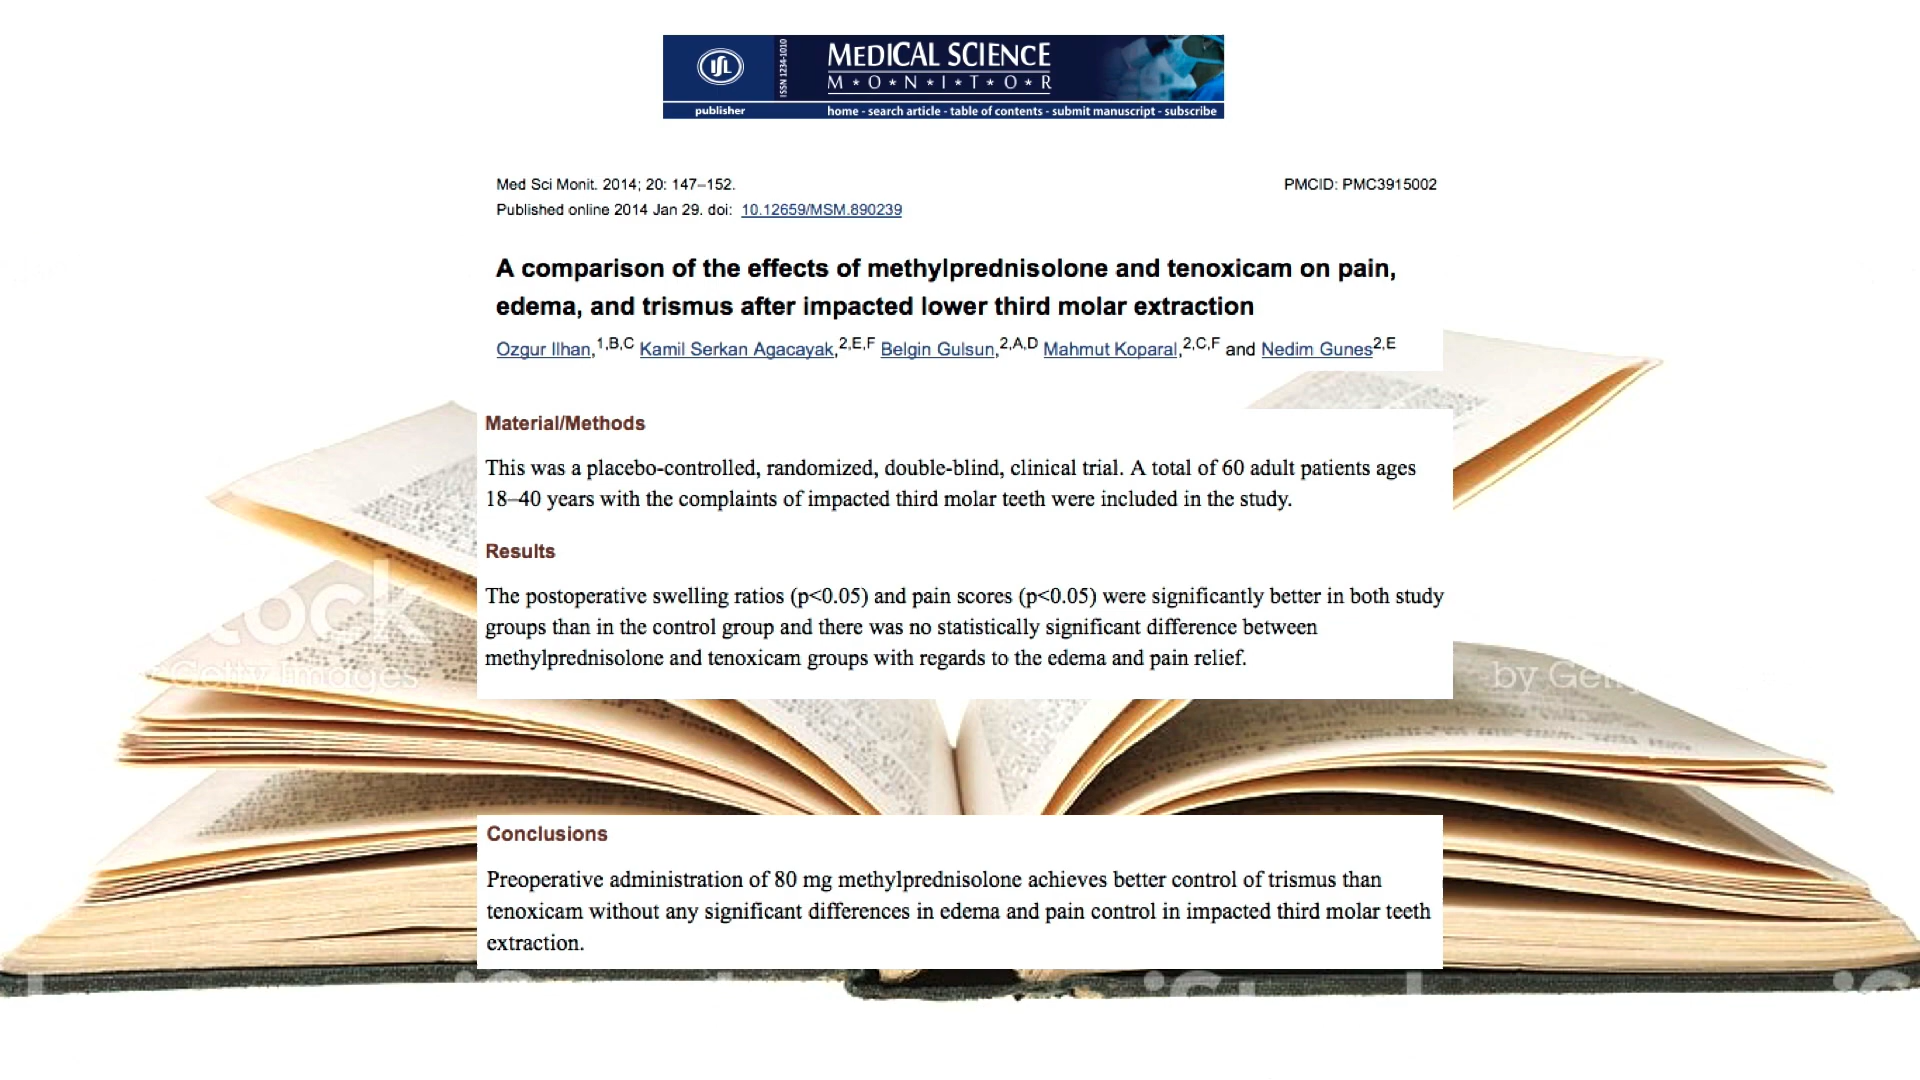 ISSN 1234-1010
MEDICAL SCIENCE
M★O★N★I★T★O★R
publisher
home - search article - table of contents - submit manuscript - subscribe
Med Sci Monit. 2014; 20: 147–152.
PMCID: PMC3915002
Published online 2014 Jan 29. doi: 10.12659/MSM.890239
A comparison of the effects of methylprednisolone and tenoxicam on pain,
edema, and trismus after impacted lower third molar extraction
Ozgur Ilhan,1,B,C Kamil Serkan Agacayak,2,E,F Belgin Gulsun,2,A,D Mahmut Koparal,2,C,F and Nedim Gunes2,E
Material/Methods
This was a placebo-controlled, randomized, double-blind, clinical trial. A total of 60 adult patients ages
18–40 years with the complaints of impacted third molar teeth were included in the study.
Results
The postoperative swelling ratios (p<0.05) and pain scores (p<0.05) were significantly better in both study
groups than in the control group and there was no statistically significant difference between
methylprednisolone and tenoxicam groups with regards to the edema and pain relief.
tock
Getty Images
by Ge
Conclusions
Preoperative administration of 80 mg methylprednisolone achieves better control of trismus than
tenoxicam without any significant differences in edema and pain control in impacted third molar teeth
extraction.